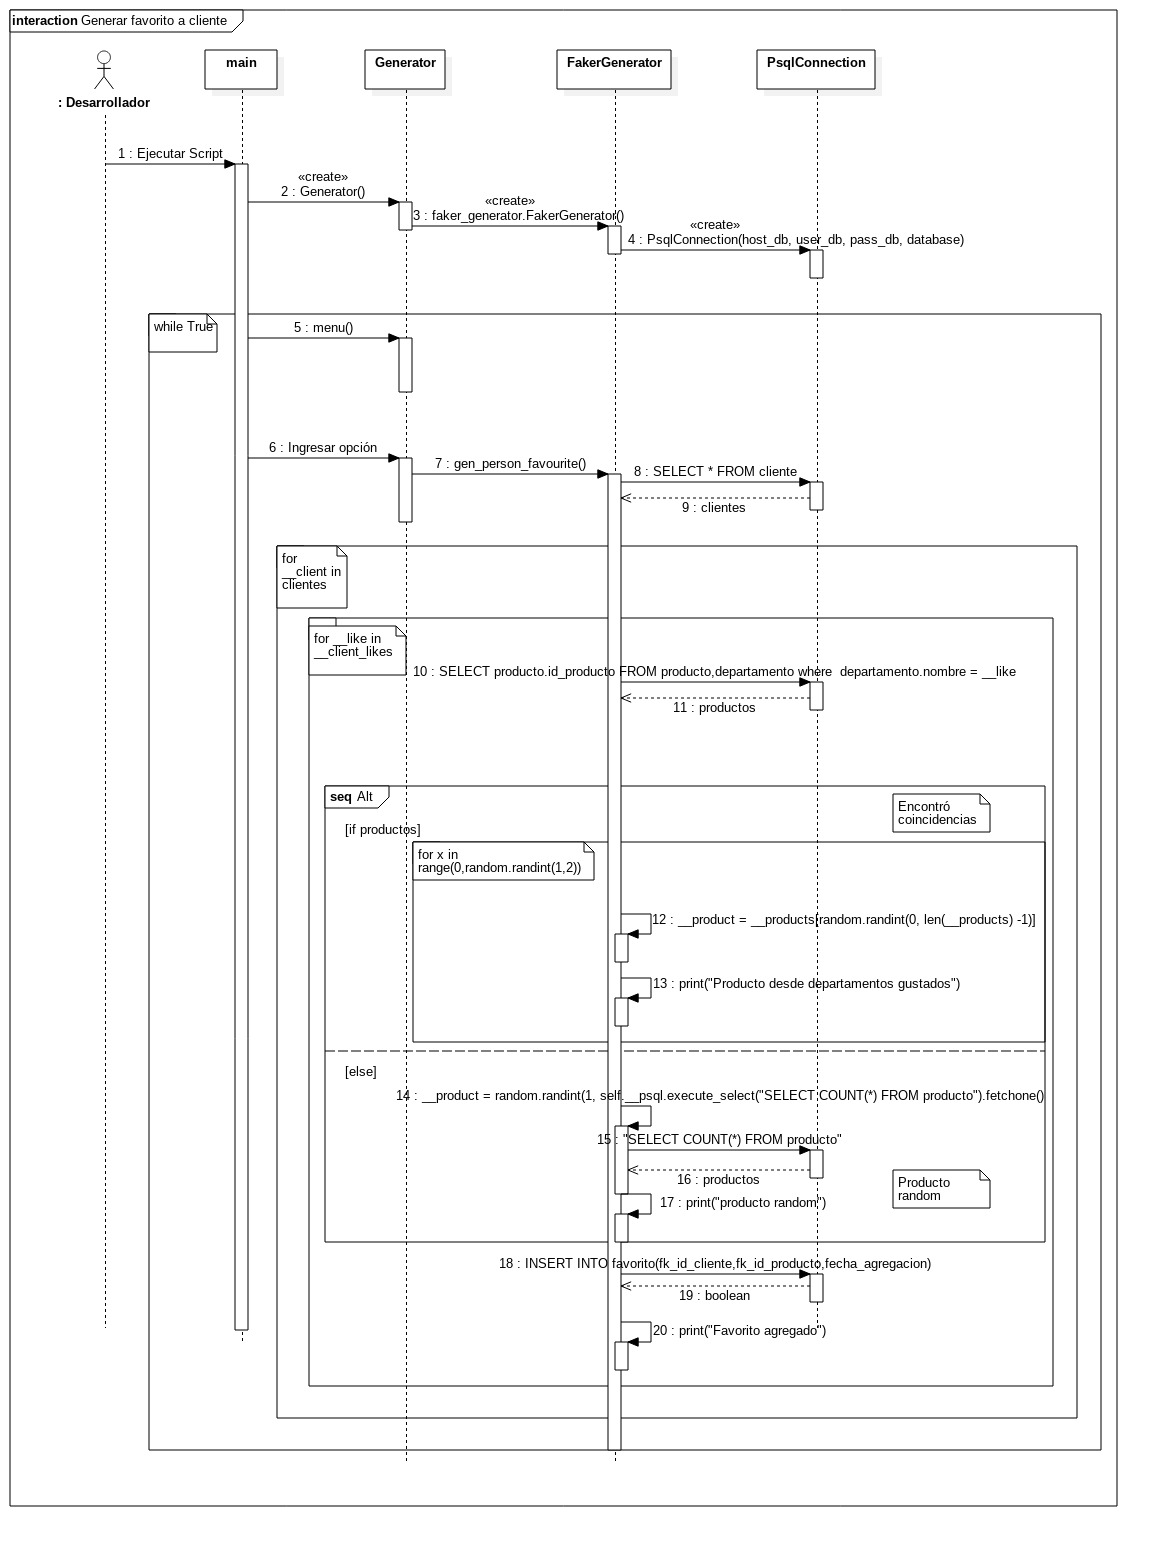 interaction Generar favorito a cliente
main
Generator
FakerGenerator
PsqlConnection
: Desarrollador
1 : Ejecutar Script
«create»
2 : Generator()
«create»
3 : faker_generator.FakerGenerator()
«create»
4 : PsqlConnection(host_db, user_db, pass_db, database)
while True
5 : menu()
6 : Ingresar opción
7 : gen_person_favourite()
8 : SELECT * FROM cliente
9 : clientes
for
__client in
clientes
for __like in
__client_likes
10 : SELECT producto.id_producto FROM producto,departamento where  departamento.nombre = __like
11 : productos
seq Alt
Encontró
coincidencias
[if productos]
for x in
range(0,random.randint(1,2))
12 : __product = __products[random.randint(0, len(__products) -1)]
13 : print("Producto desde departamentos gustados")
[else]
14 : __product = random.randint(1, self.__psql.execute_select("SELECT COUNT(*) FROM producto").fetchone()
15 : "SELECT COUNT(*) FROM producto"
16 : productos
Producto
random
17 : print("producto random")
18 : INSERT INTO favorito(fk_id_cliente,fk_id_producto,fecha_agregacion)
19 : boolean
20 : print("Favorito agregado")